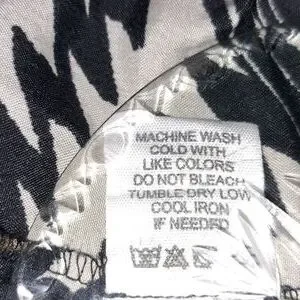 MACHINE WASH
COLD WITH
LIKE COLORS
DO NOT BLEACH
TUMBLE DRY LOW
COOL IRON
IF NEEDED